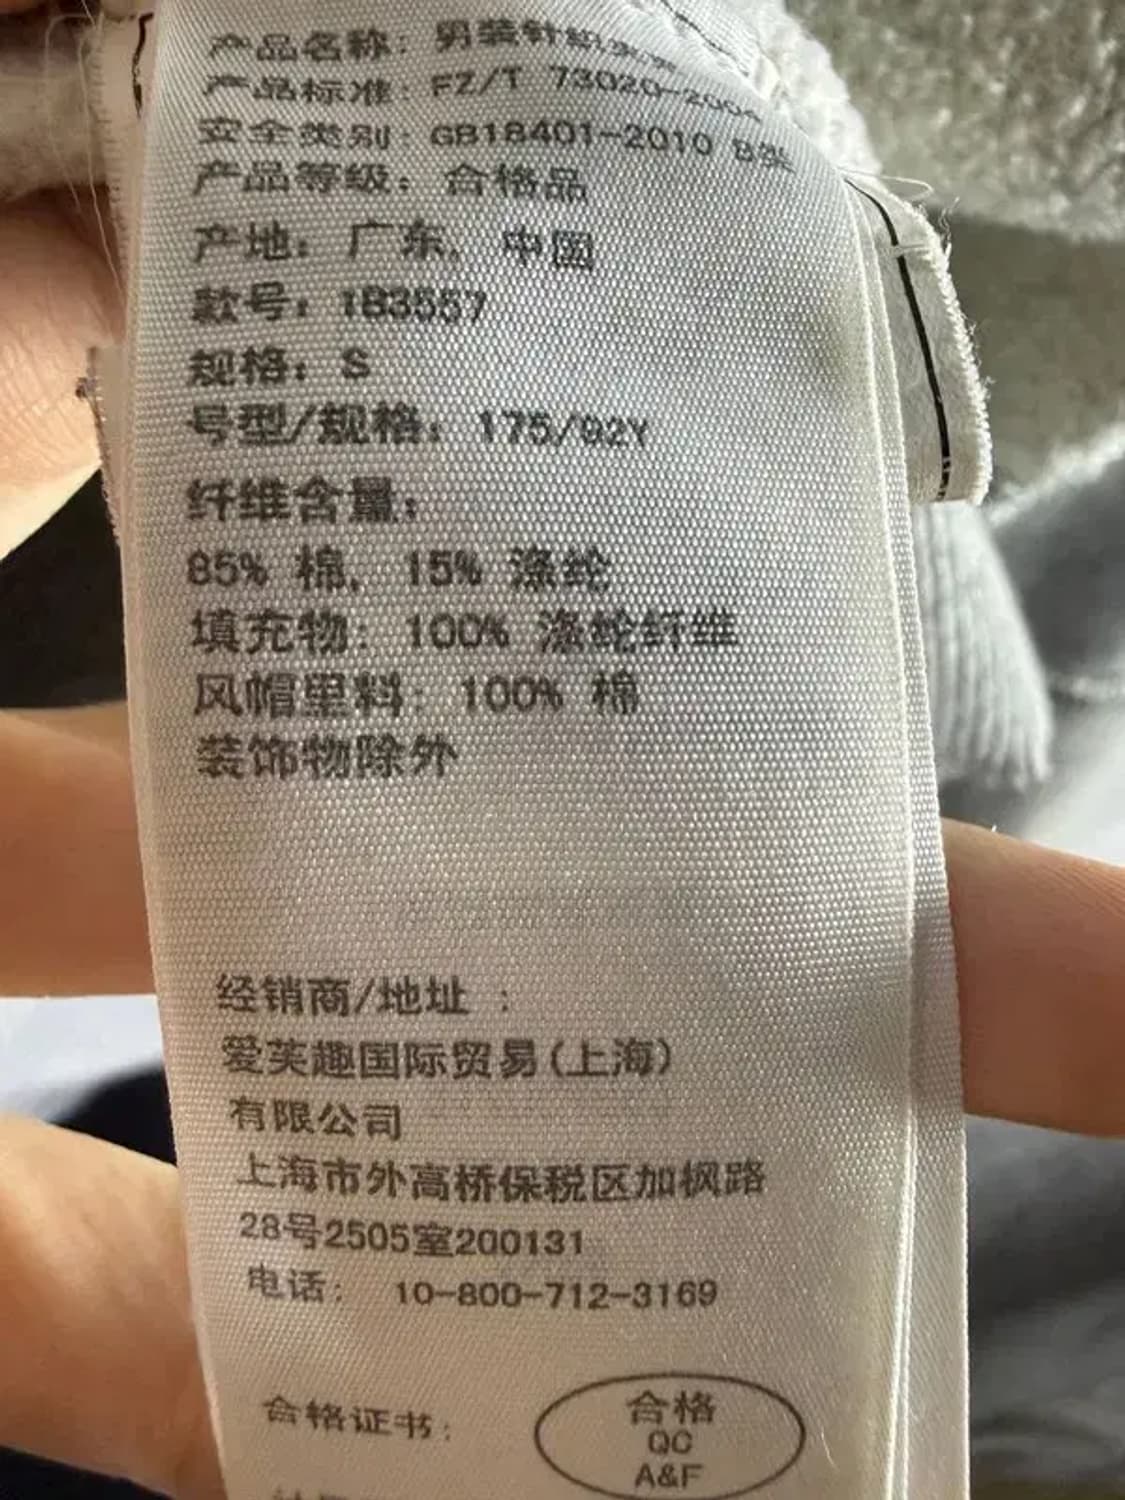 产品名称：男装针织夹克
产品标准：FZ/T 73020-2004
安全类别：GB18401-2010 B类
产品等级：合格品
产地：广东，中国
款号：IB3557
规格：S
号型/规格：175/92Y
纤维含量：
85% 棉，15% 涤纶
填充物：100% 涤纶纤维
风帽里料：100% 棉
装饰物除外
经销商/地址：
爱芙趣国际贸易(上海)
有限公司
上海市外高桥保税区加枫路
28号2505室200131
电话：10-800-712-3169
合格证书：
合格
QC
A&F